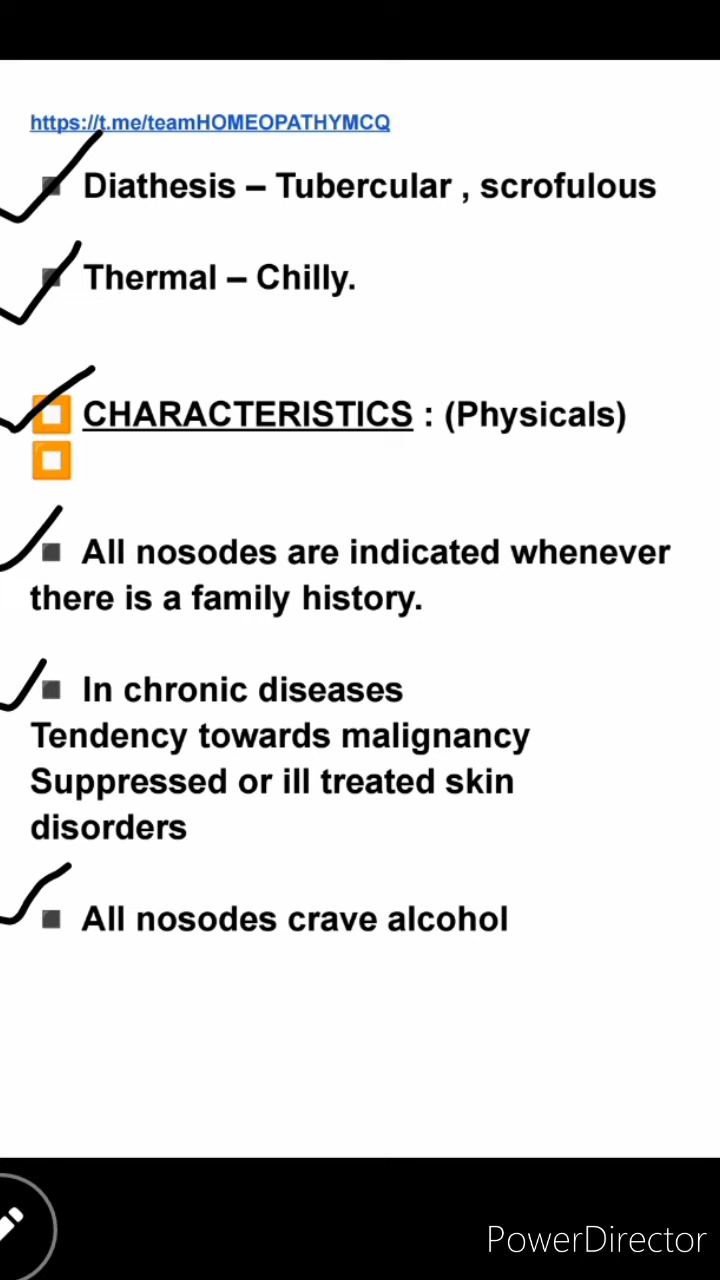 https://t.me/teamHOMEOPATHYMCQ
◾ Diathesis – Tubercular , scrofulous
◾ Thermal – Chilly.
🔲 CHARACTERISTICS : (Physicals)
🔲
◾ All nosodes are indicated whenever
there is a family history.
◾ In chronic diseases
Tendency towards malignancy
Suppressed or ill treated skin
disorders
◾ All nosodes crave alcohol
PowerDirector